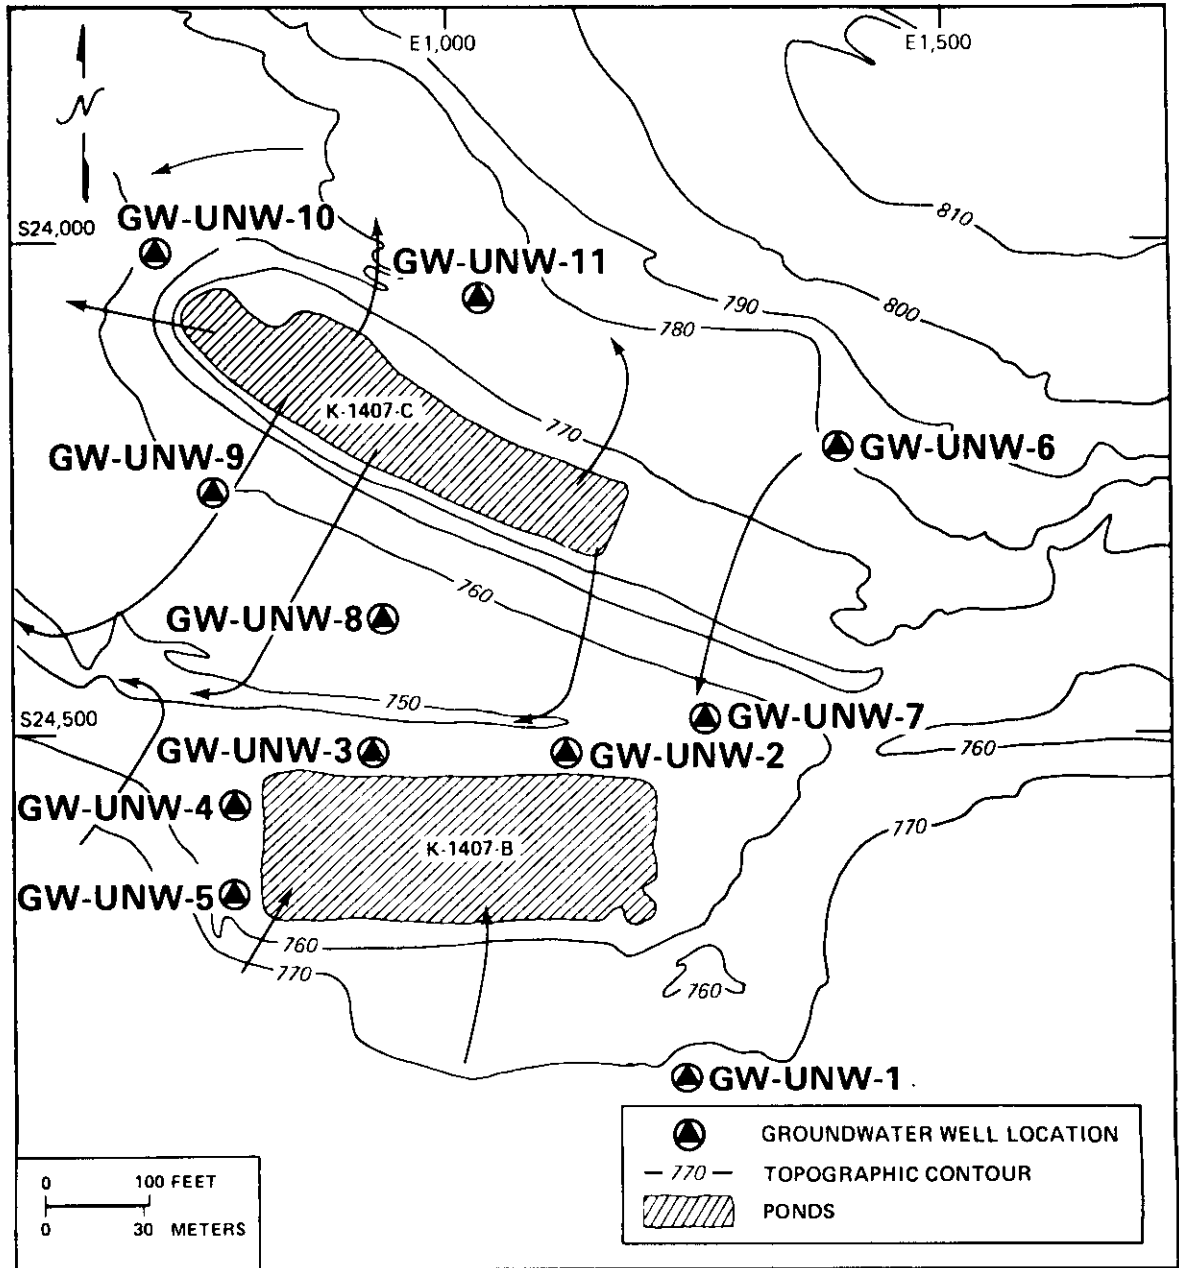 E1,000
E1,500
N
S24,000
GW-UNW-10
GW-UNW-11
810
790
800
780
K-1407-C
770
GW-UNW-9
GW-UNW-6
760
GW-UNW-8
750
S24,500
GW-UNW-7
GW-UNW-3
GW-UNW-2
760
GW-UNW-4
770
K-1407-B
GW-UNW-5
760
770
760
GW-UNW-1
GROUNDWATER WELL LOCATION
770 TOPOGRAPHIC CONTOUR
PONDS
0 100 FEET
0 30 METERS